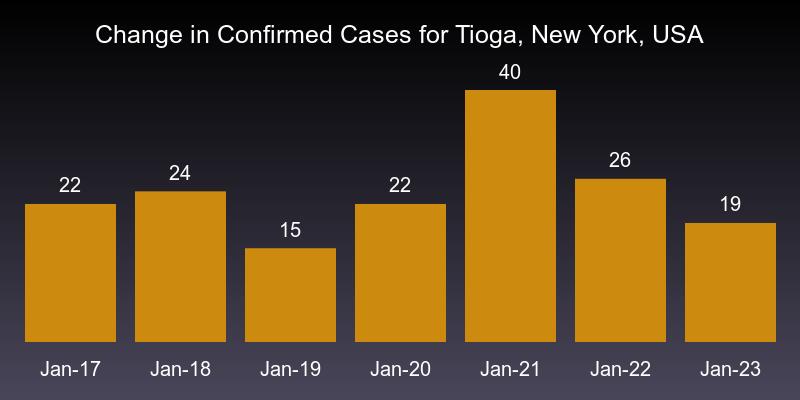 Change in Confirmed Cases for Tioga, New York, USA
22
24
15
22
40
26
19
Jan-17
Jan-18
Jan-19
Jan-20
Jan-21
Jan-22
Jan-23